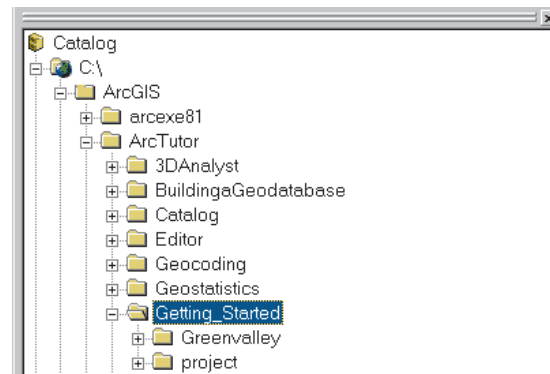 Catalog
C:\
ArcGIS
arcexe81
ArcTutor
3DAnalyst
BuildingaGeodatabase
Catalog
Editor
Geocoding
Geostatistics
Getting_Started
Greenvalley
project